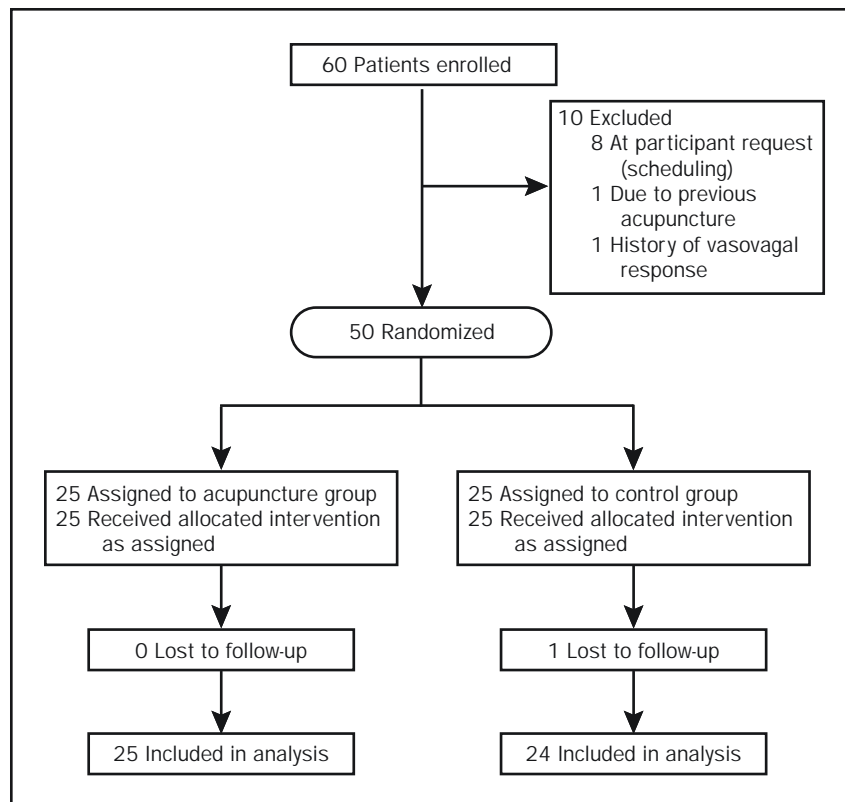 60 Patients enrolled
10 Excluded
8 At participant request
(scheduling)
1 Due to previous
acupuncture
1 History of vasovagal
response
50 Randomized
25 Assigned to acupuncture group
25 Received allocated intervention
as assigned
25 Assigned to control group
25 Received allocated intervention
as assigned
0 Lost to follow-up
1 Lost to follow-up
25 Included in analysis
24 Included in analysis